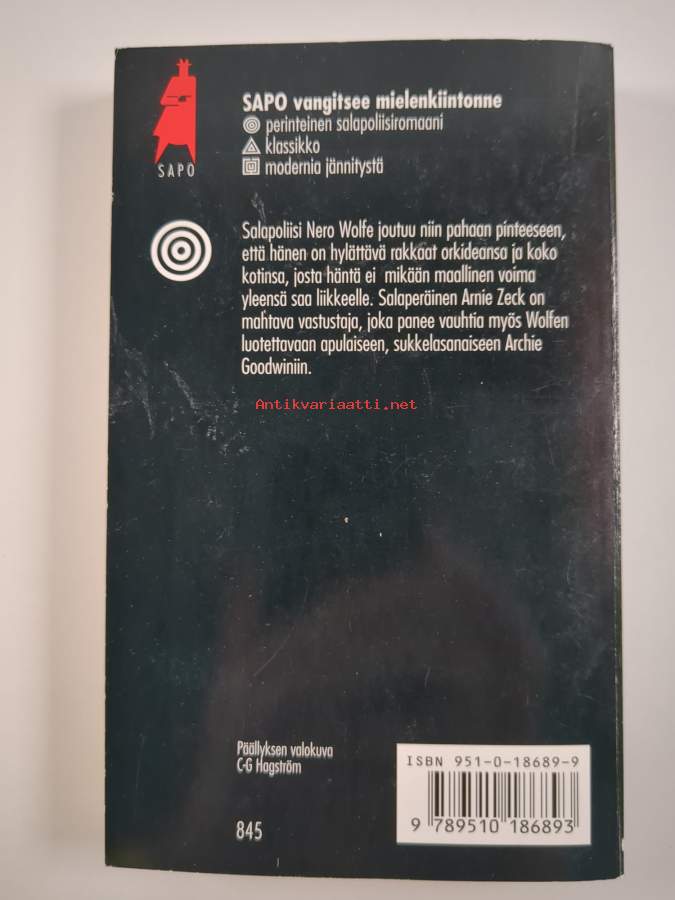 SAPO vangitsee mielenkiintonne
perinteinen salapoliisiromaani
klassikko
modernia jännitystä
SAPO
Salapoliisi Nero Wolfe joutuu niin pahaan pinteeseen,
että hänen on hylättävä rakkaat orkideansa ja koko
kotinsa, josta häntä ei mikään maallinen voima
yleensä saa liikkeelle. Salaperäinen Arnie Zeck on
mahtava vastustaja, joka panee vauhtia myös Wolfen
luotettavaan apulaiseen, sukkelasanaiseen Archie
Goodwiniin.
Antikvariaatti.net
Päällyksen valokuva
C-G Hagström
845
ISBN 951-0-18689-9
9 789510 186893